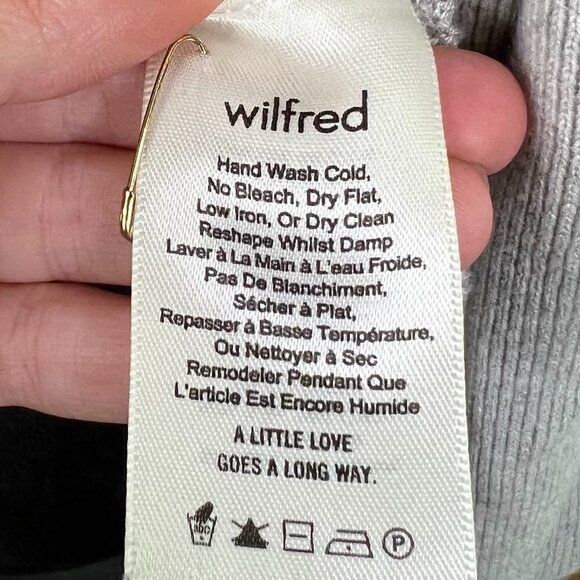 wilfred
Hand Wash Cold,
No Bleach, Dry Flat,
Low Iron, Or Dry Clean
Reshape Whilst Damp
Laver à La Main à L'eau Froide,
Pas De Blanchiment,
Sécher à Plat,
Repasser à Basse Température,
Ou Nettoyer à Sec
Remodeler Pendant Que
L'article Est Encore Humide
A LITTLE LOVE
GOES A LONG WAY.
P